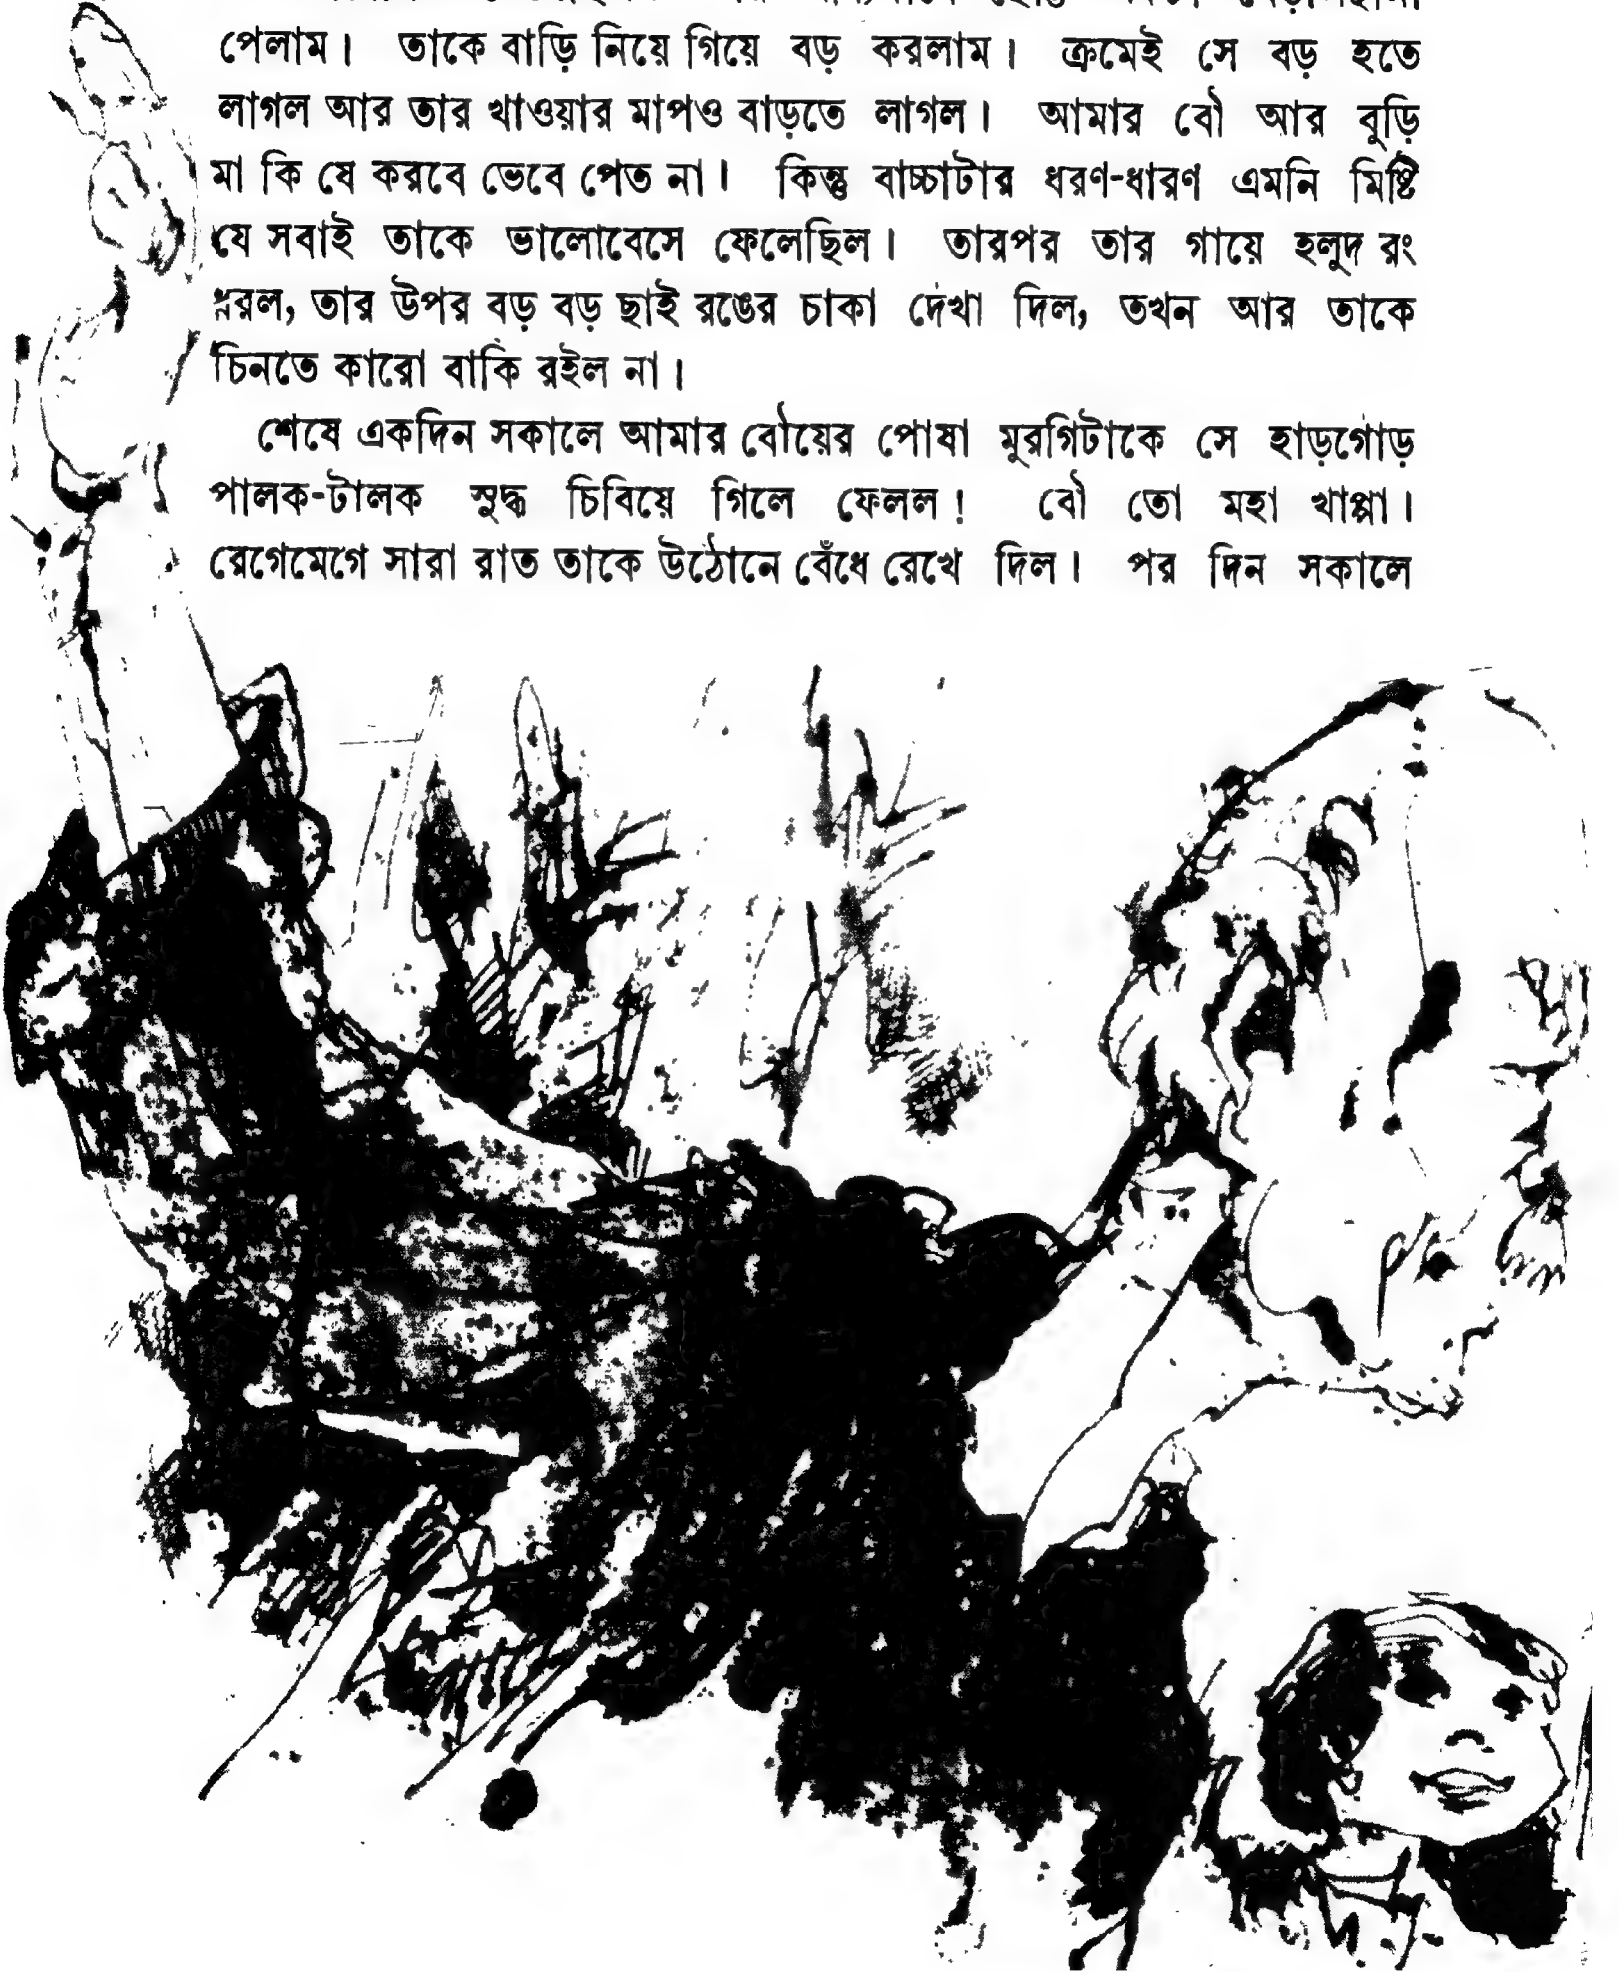 পেলাম। তাকে বাড়ি নিয়ে গিয়ে বড় করলাম। ক্রমেই সে বড় হতে
লাগল আর তার খাওয়ার মাপও বাড়তে লাগল। আমার বৌ আর বুড়ি
মা কি যে করবে ভেবে পেত না। কিন্তু বাচ্চাটার ধরণ-ধারণ এমনি মিষ্টি
যে সবাই তাকে ভালোবেসে ফেলেছিল। তারপর তার গায়ে হলুদ রং
ধরল, তার উপর বড় বড় ছাই রঙের চাকা দেখা দিল, তখন আর তাকে
চিনতে কারো বাকি রইল না।
শেষে একদিন সকালে আমার বৌয়ের পোষা মুরগিটাকে সে হাড়গোড়
পালক-টালক সুদ্ধ চিবিয়ে গিলে ফেলল! বৌ তো মহা খাপ্পা।
রেগেমেগে সারা রাত তাকে উঠোনে বেঁধে রেখে দিল। পর দিন সকালে